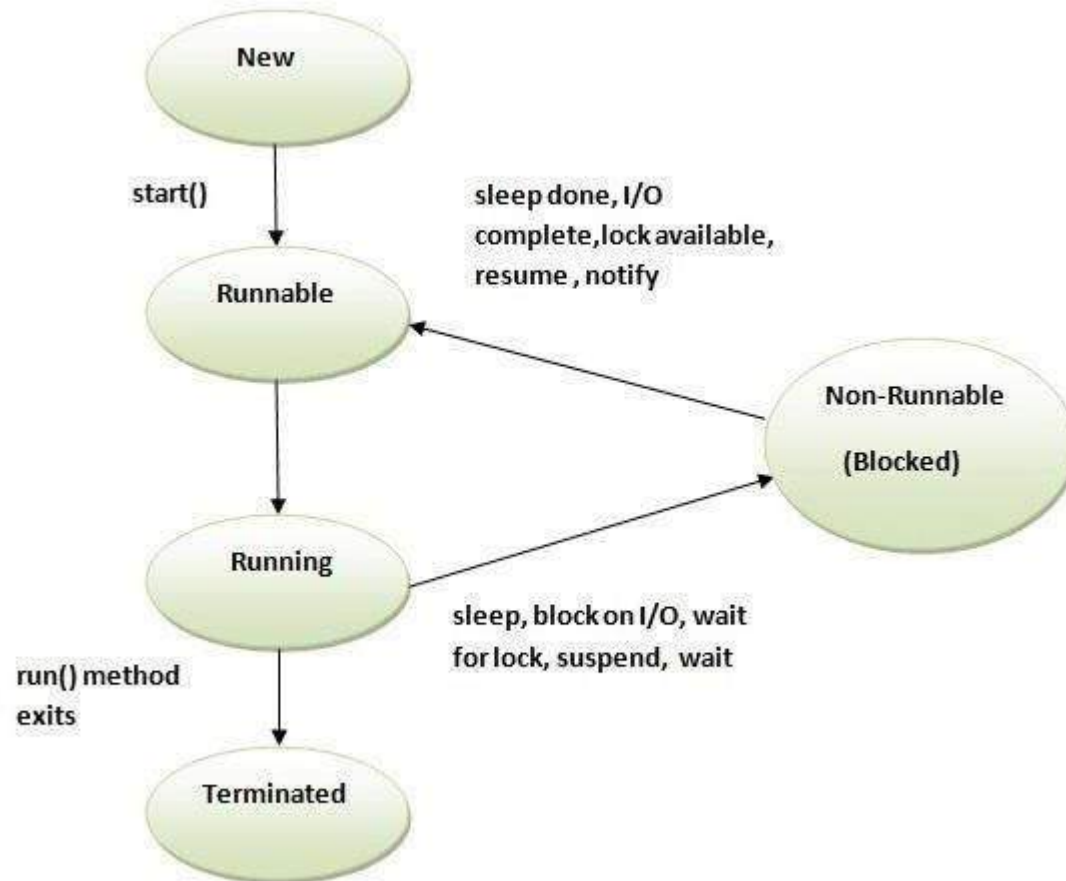 New
start()
sleep done, I/O
complete,lock available,
resume , notify
Runnable
Non-Runnable
(Blocked)
Running
sleep, block on I/O, wait
for lock, suspend, wait
run() method
exits
Terminated